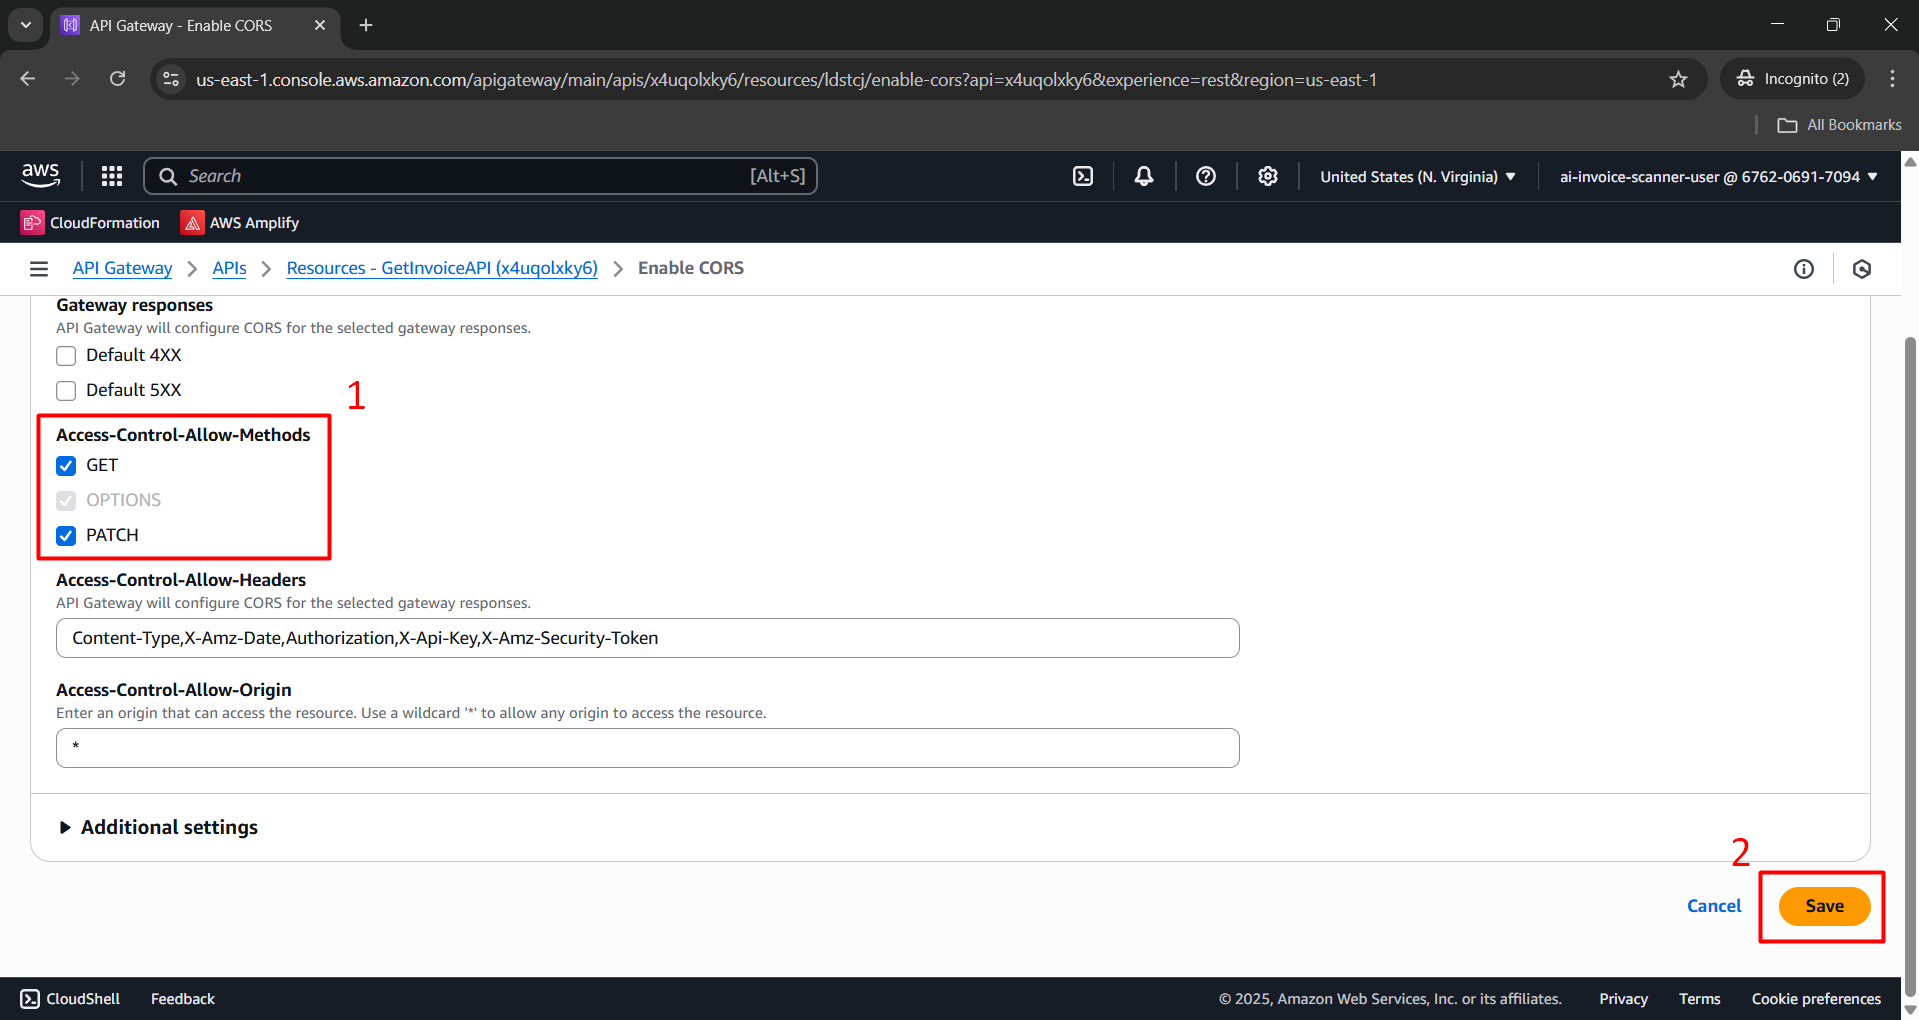 API Gateway - Enable CORS
us-east-1.console.aws.amazon.com/apigateway/main/apis/x4uqolxky6/resources/ldstcj/enable-cors?api=x4uqolxky6&experience=rest&region=us-east-1
Incognito (2)
All Bookmarks
aws
Search
[Alt+S]
United States (N. Virginia)
ai-invoice-scanner-user @ 6762-0691-7094
CloudFormation
AWS Amplify
API Gateway
APIs
Resources - GetInvoiceAPI (x4uqolxky6)
Enable CORS
Gateway responses
API Gateway will configure CORS for the selected gateway responses.
Default 4XX
Default 5XX
1
Access-Control-Allow-Methods
GET
OPTIONS
PATCH
Access-Control-Allow-Headers
API Gateway will configure CORS for the selected gateway responses.
Content-Type,X-Amz-Date,Authorization,X-Api-Key,X-Amz-Security-Token
Access-Control-Allow-Origin
Enter an origin that can access the resource. Use a wildcard '*' to allow any origin to access the resource.
*
Additional settings
2
Cancel
Save
CloudShell
Feedback
© 2025, Amazon Web Services, Inc. or its affiliates.
Privacy
Terms
Cookie preferences